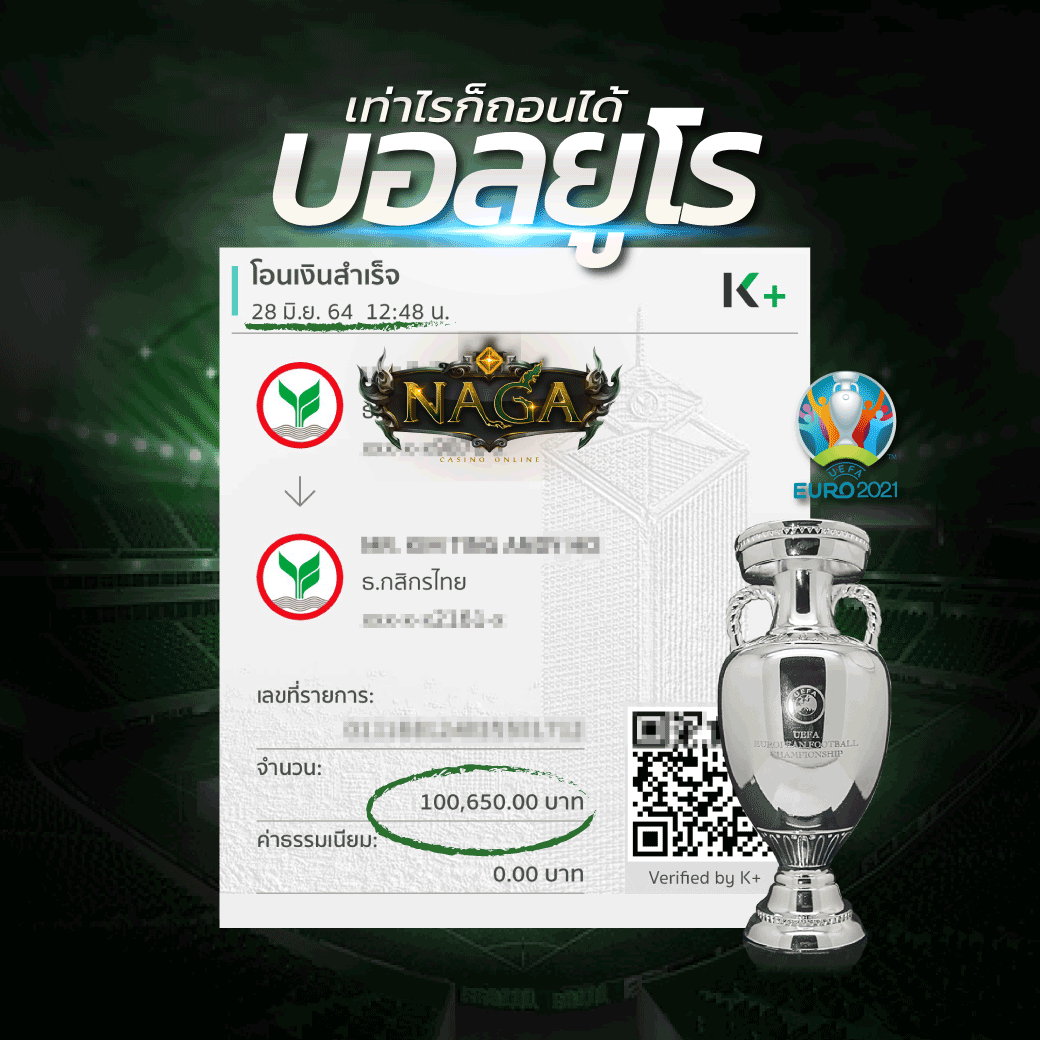 เท่าไรก็ถอนได้
บอลยูโร
โอนเงินสำเร็จ
28 มิ.ย. 64 12:48 น.
K+
NAGA
CASINO ONLINE
ธ.กสิกรไทย
เลขที่รายการ:
จำนวน:
100,650.00 บาท
ค่าธรรมเนียม:
0.00 บาท
Verified by K+
UEFA
EURO2021
TM
UEFA
UEFA
EUROPEAN FOOTBALL
CHAMPIONSHIP